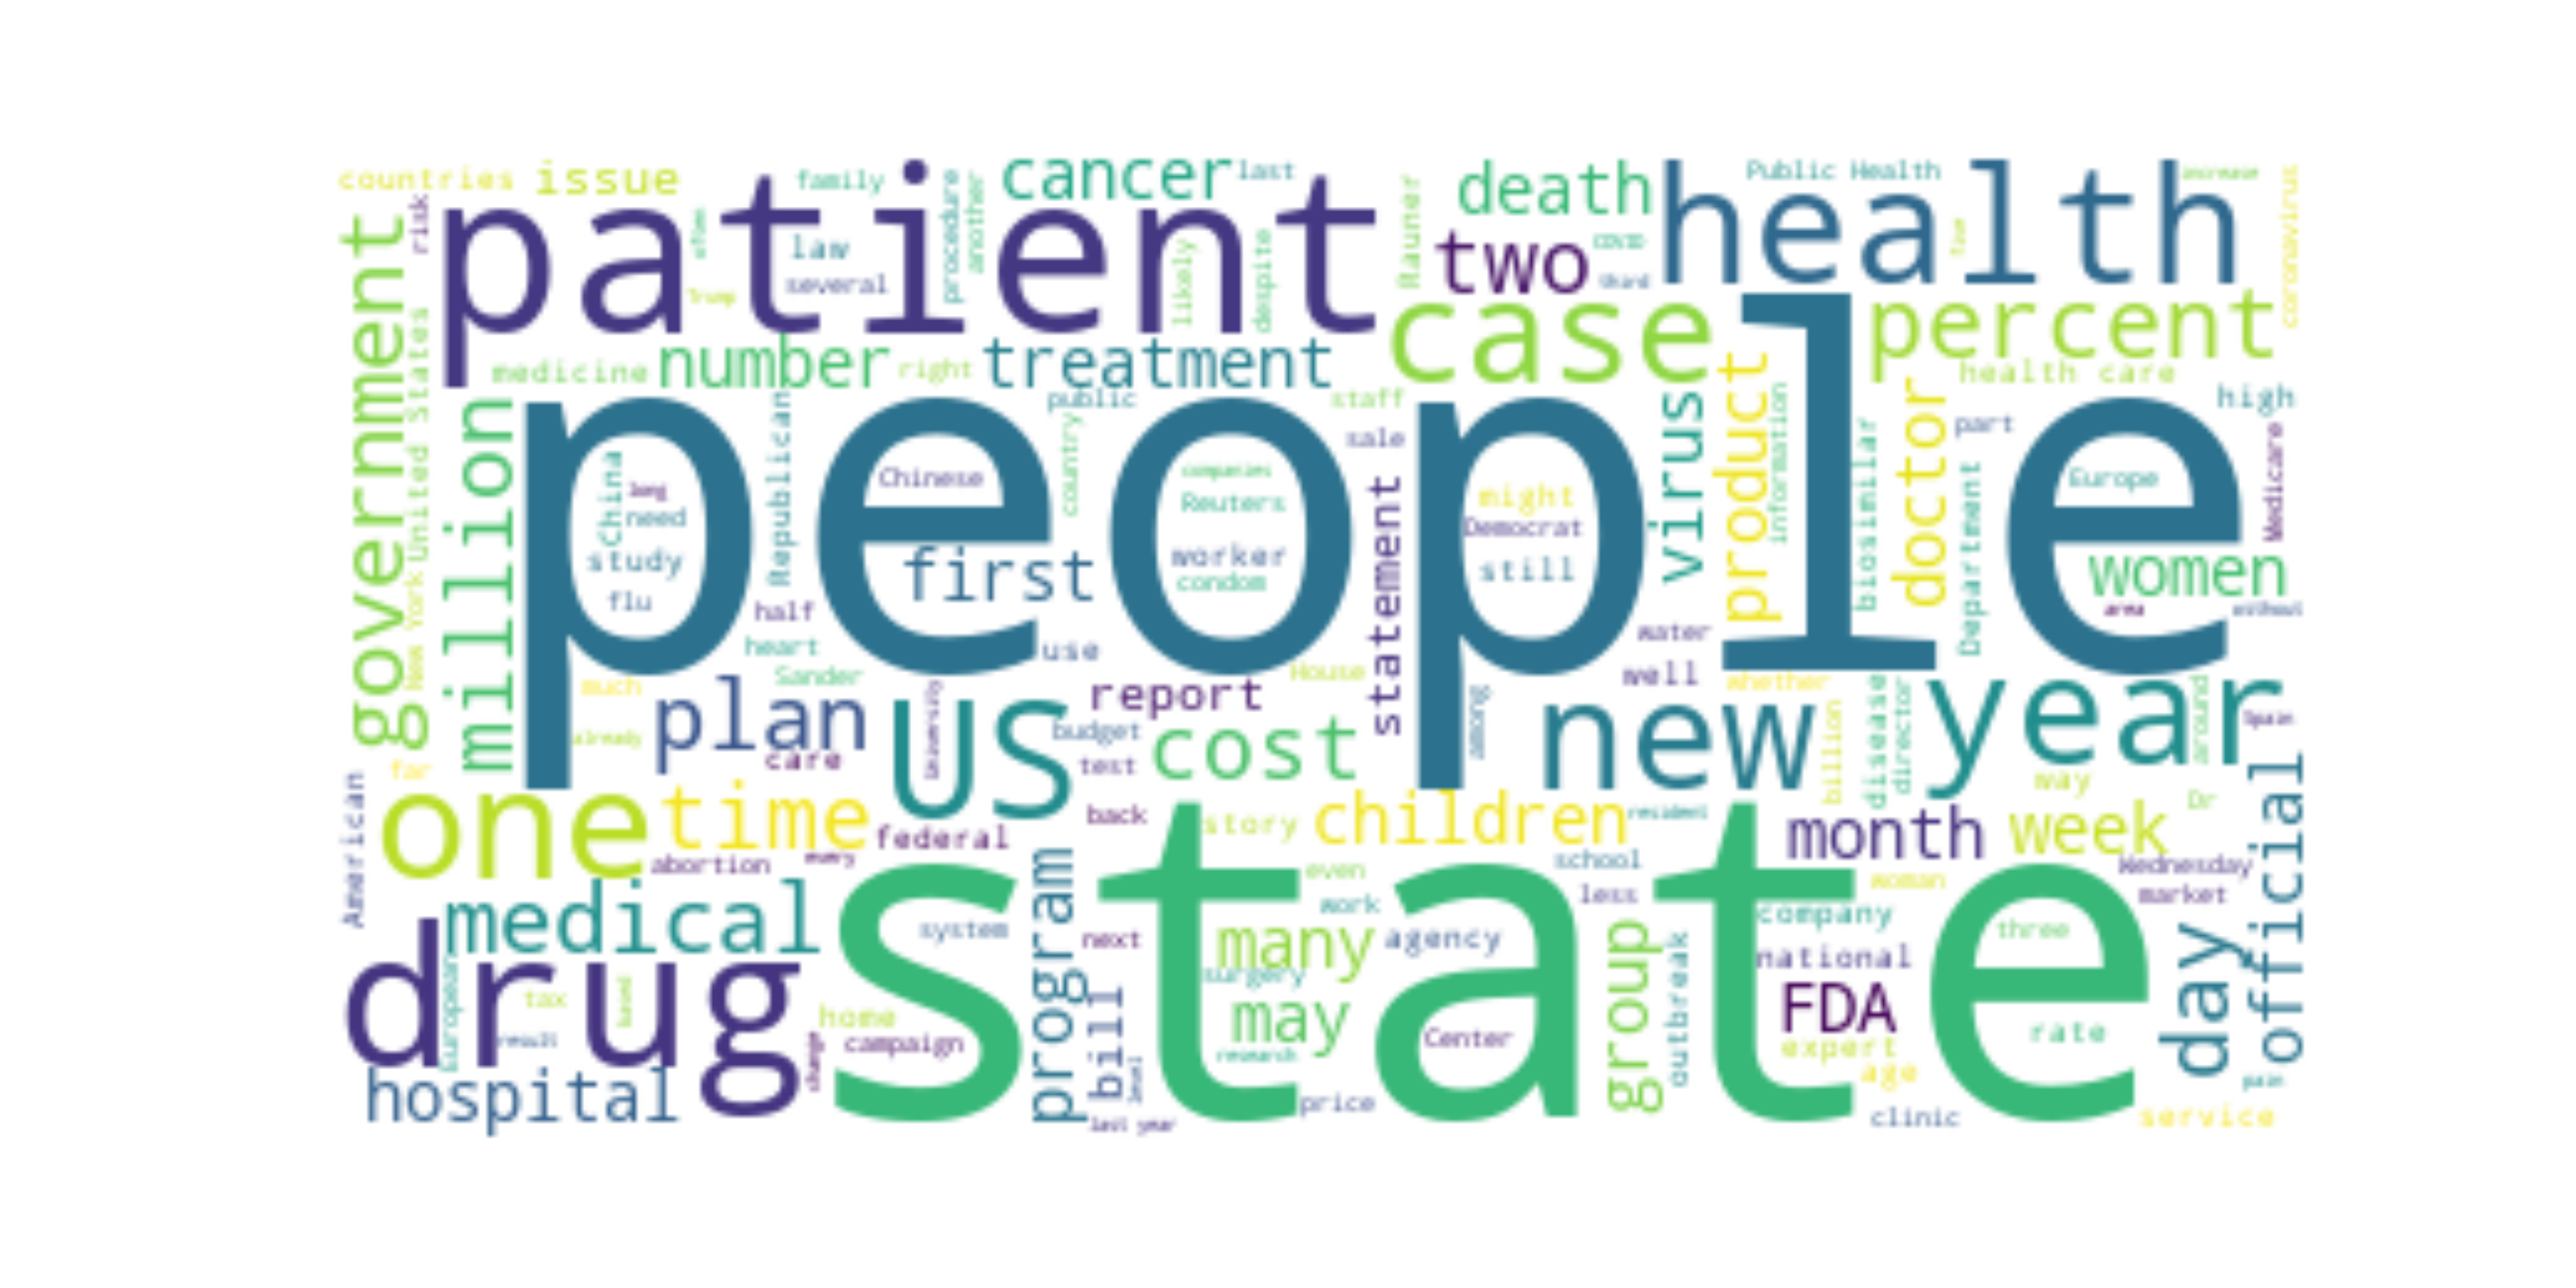 countries
issue
family
procedure
another
cancer
last
death
health
Public Health
increase
coronavirus
government
risk
patient
law
several
Trump
likely
despite
Rauner
two
COVID
third
case
percent
United States
New York
medicine
number
right
treatment
public
staff
product
information
health care
doctor
high
million
people
China
long
need
study
flu
Republican
Chinese
country
companies
Reuters
worker
condom
first
sale
statement
might
Democrat
still
virus
biosimilar
part
Department
Europe
Medicare
women
area
without
half
heart
Sander
use
water
well
whether
much
already
plan
care
University
US
report
House
budget
test
cost
among
new
billion
disease
director
year
around
Spain
far
American
one
time
federal
back
story
children
resident
month
week
may
Dr
official
abortion
many
medical
state
program
even
work
school
less
woman
Wednesday
market
drug
European
tax
based
result
system
next
many
surgery
agency
group
outbreak
company
national
three
day
home
campaign
change
bill
level
may
research
Center
FDA
expert
age
rate
pain
hospital
last year
price
clinic
service